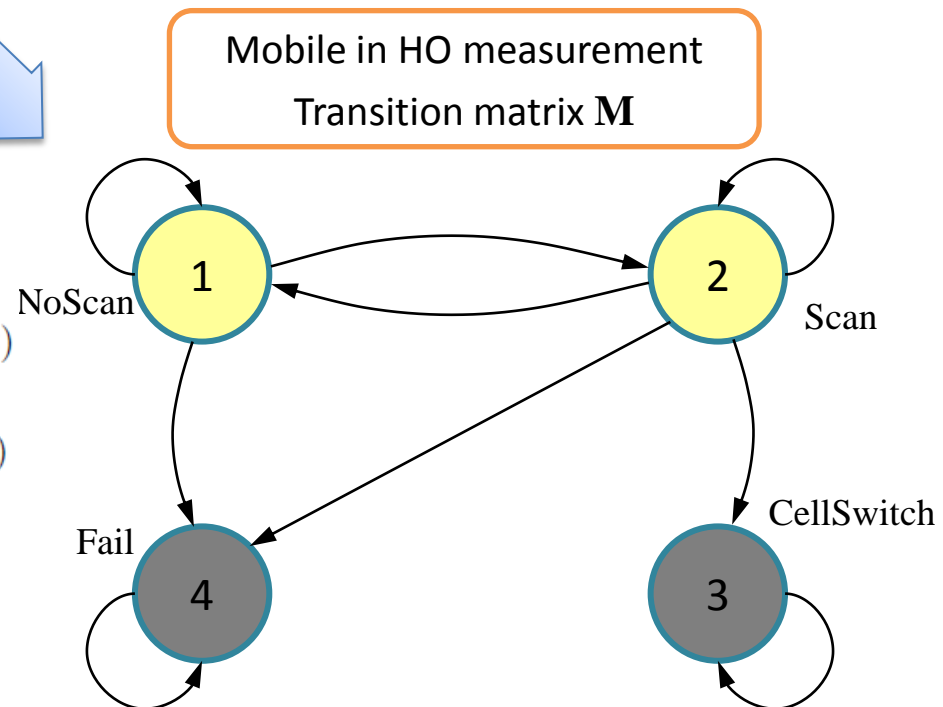 Mobile in HO measurement
Transition matrix M
1
2
NoScan
Scan
)
)
CellSwitch
Fail
4
3